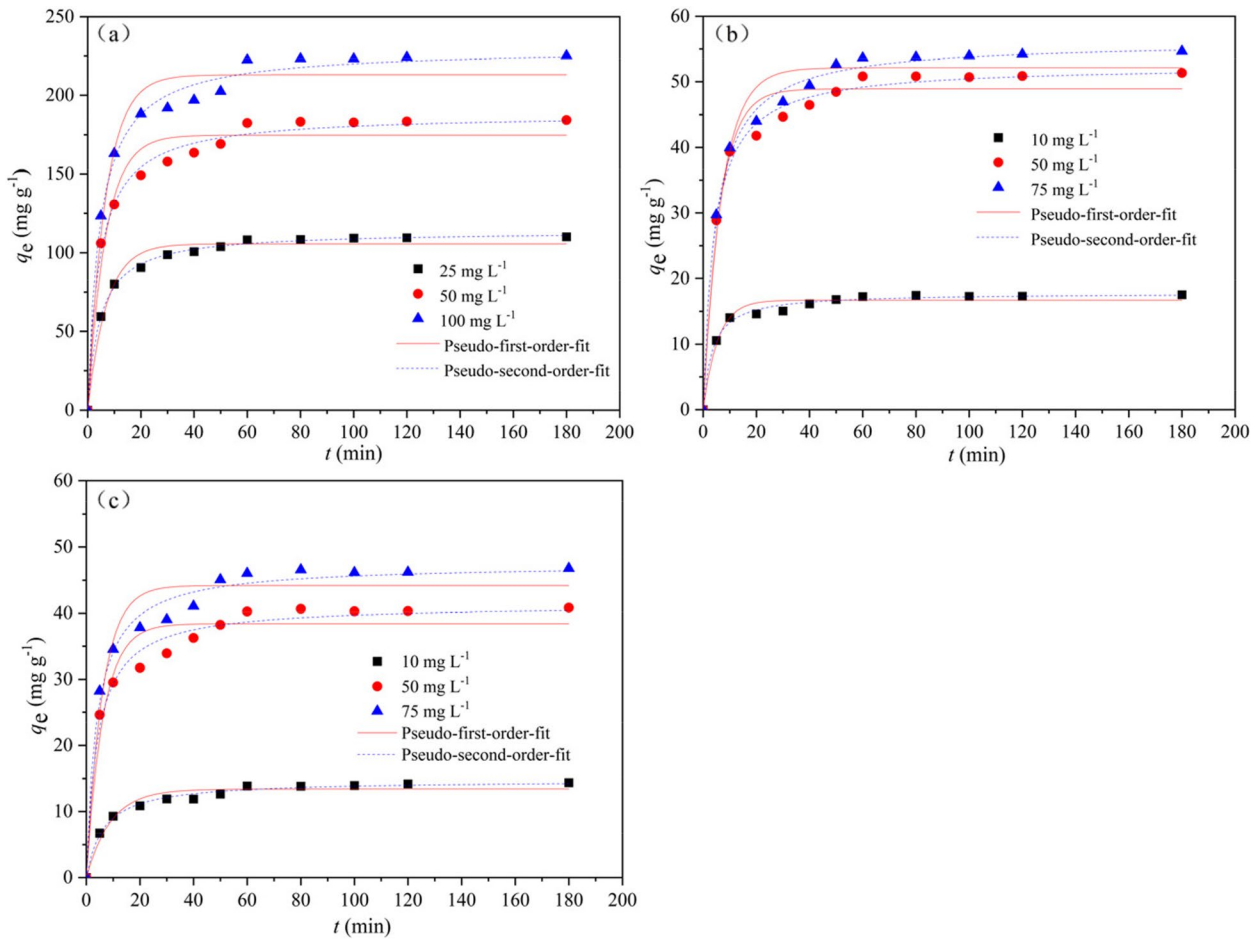 (a)
250
200
150
100
50
0
qe (mg g-1)
25 mg L-1
50 mg L-1
100 mg L-1
Pseudo-first-order-fit
Pseudo-second-order-fit
0 20 40 60 80 100 120 140 160 180 200
t (min)
(b)
60
50
40
30
20
10
0
qe (mg g-1)
10 mg L-1
50 mg L-1
75 mg L-1
Pseudo-first-order-fit
Pseudo-second-order-fit
0 20 40 60 80 100 120 140 160 180 200
t (min)
(c)
60
50
40
30
20
10
0
qe (mg g-1)
10 mg L-1
50 mg L-1
75 mg L-1
Pseudo-first-order-fit
Pseudo-second-order-fit
0 20 40 60 80 100 120 140 160 180 200
t (min)